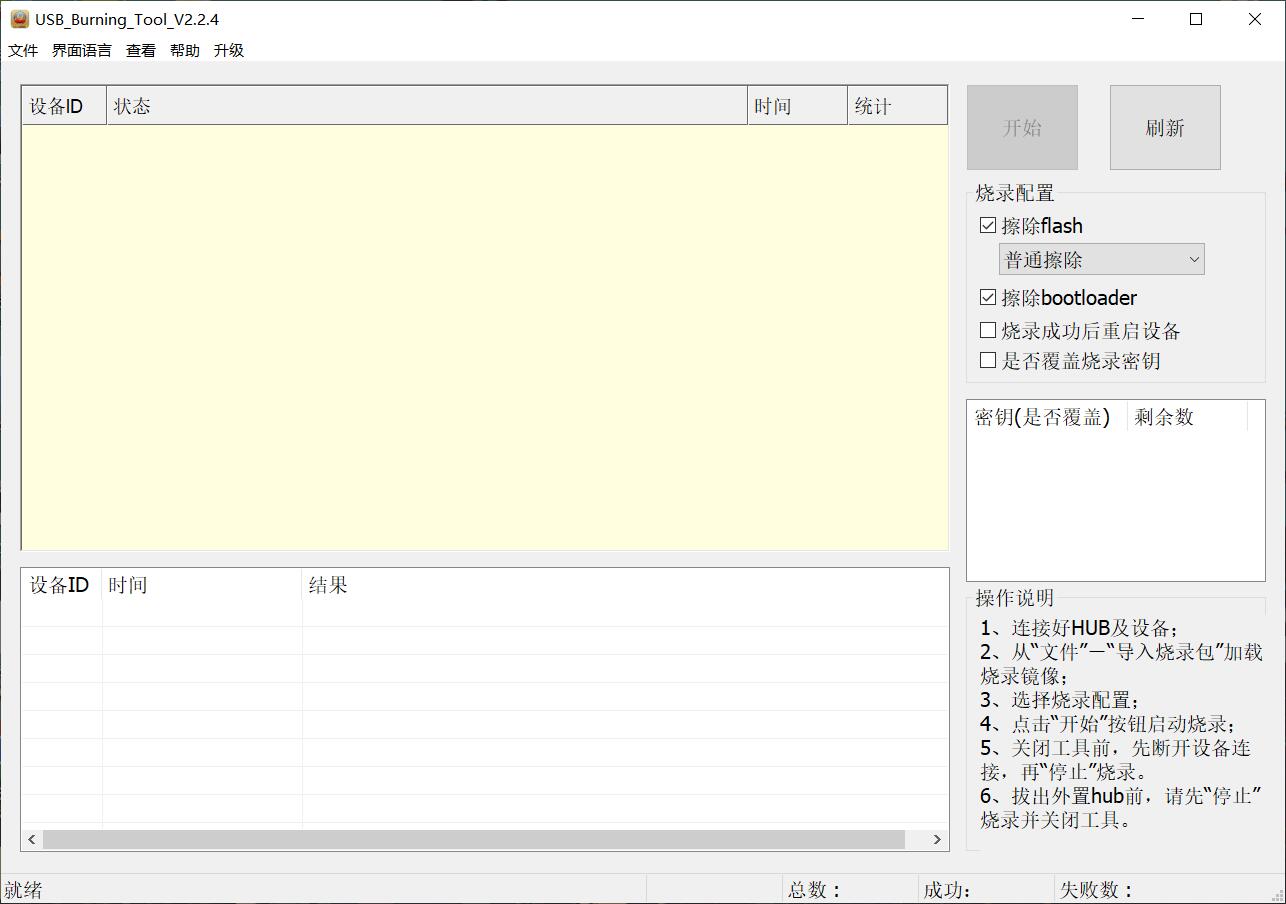 USB_Burning_Tool_V2.2.4
文件 界面语言 查看 帮助 升级
设备ID 状态 时间 统计
开始 刷新
烧录配置
擦除flash
普通擦除
擦除bootloader
烧录成功后重启设备
是否覆盖烧录密钥
密钥(是否覆盖) 剩余数
设备ID 时间 结果
操作说明
1、连接好HUB及设备；
2、从“文件”－“导入烧录包”加载
烧录镜像；
3、选择烧录配置；
4、点击“开始”按钮启动烧录；
5、关闭工具前，先断开设备连
接，再“停止”烧录。
6、拔出外置hub前，请先“停止”
烧录并关闭工具。
就绪 总数： 成功： 失败数：